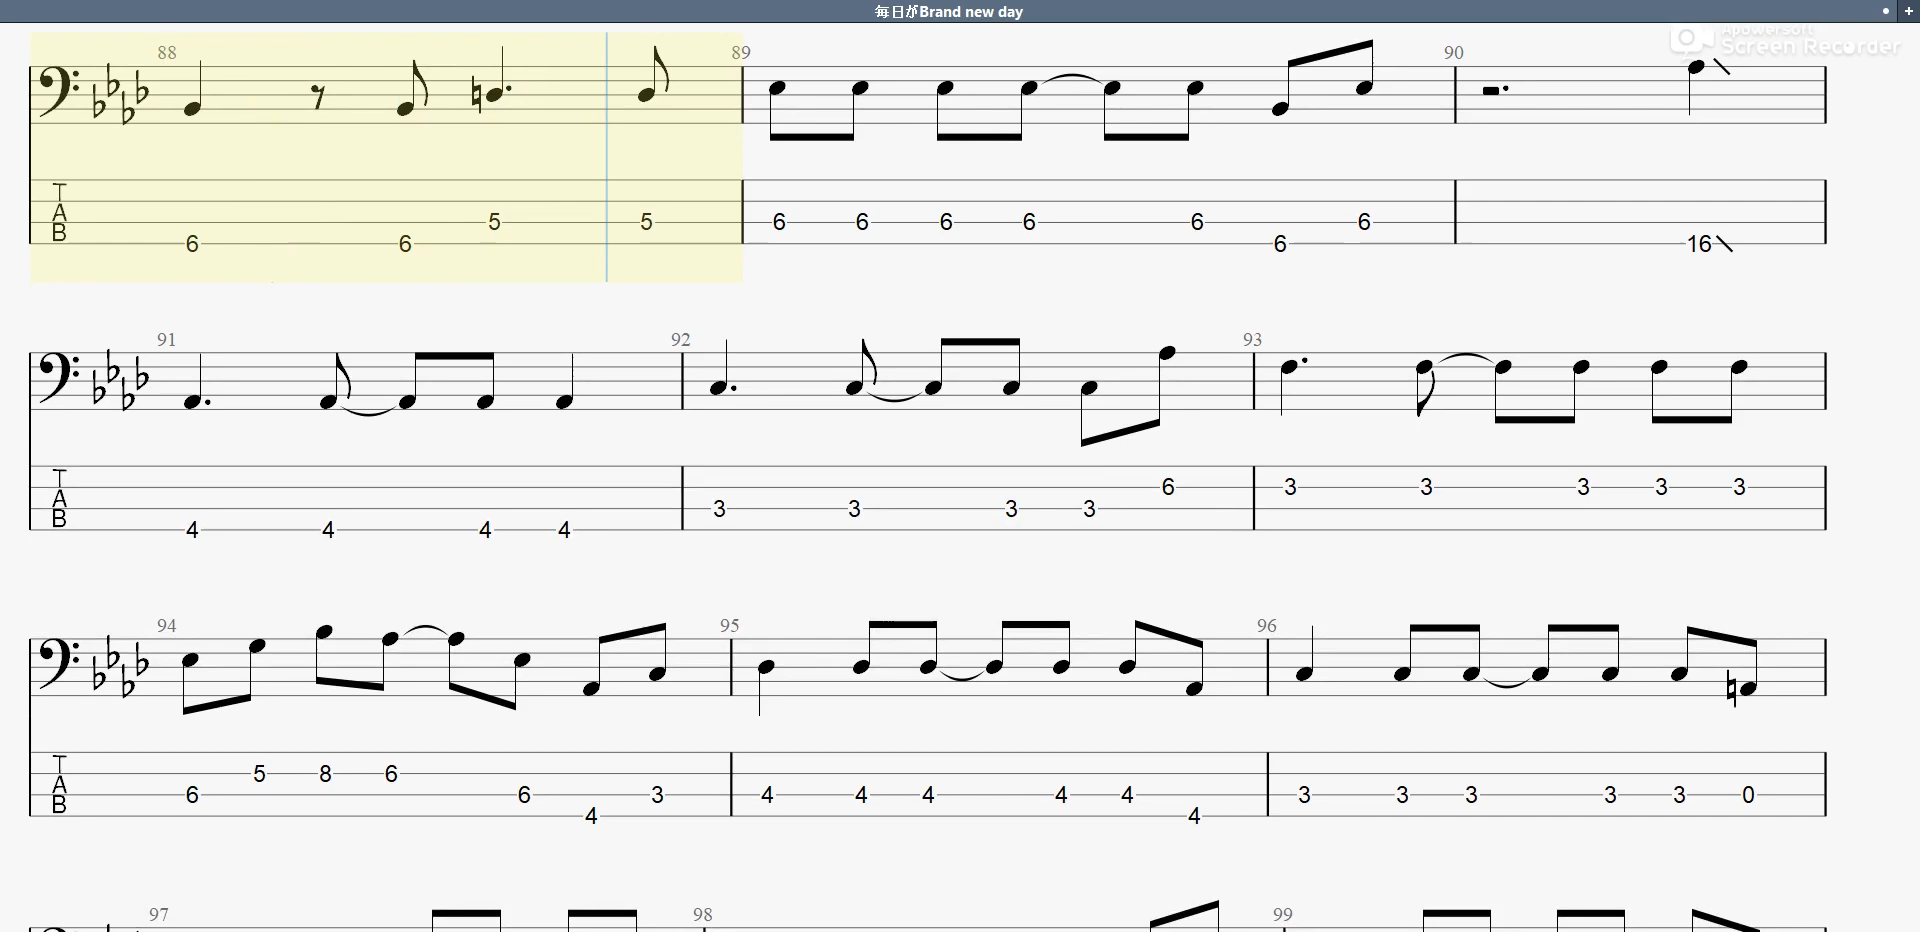 毎日がBrand new day
Apowersoft
Screen Recorder
88 89 90
T
A
B
6 6 5 5 6 6 6 6 6 6 6 16
91 92 93
T
A
B
4 4 4 4 3 3 3 3 6 3 3 3 3 3
94 95 96
T
A
B
6 5 8 6 6 4 3 4 4 4 4 4 4 3 3 3 3 3 0
97 98 99